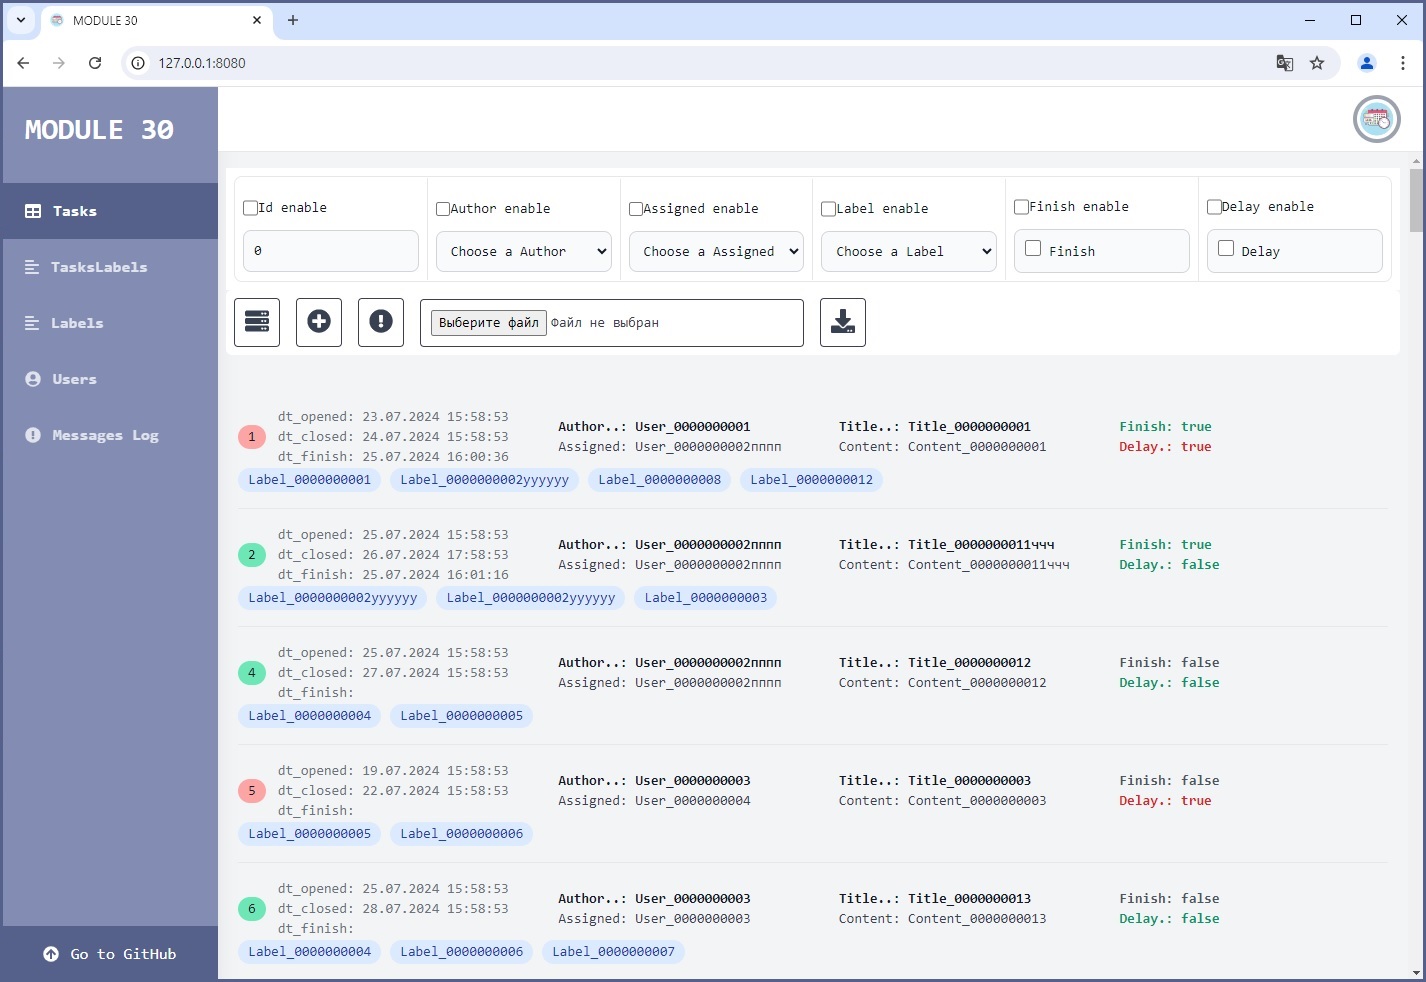 MODULE 30
127.0.0.1:8080
MODULE 30
Tasks
TasksLabels
Labels
Users
Messages Log
Go to GitHub
Id enable
Author enable
Assigned enable
Label enable
Finish enable
Delay enable
0
Choose a Author
Choose a Assigned
Choose a Label
Finish
Delay
Выберите файл Файл не выбран
1
dt_opened: 23.07.2024 15:58:53
dt_closed: 24.07.2024 15:58:53
dt_finish: 25.07.2024 16:00:36
Author..: User_0000000001
Assigned: User_0000000002пппп
Title..: Title_0000000001
Content: Content_0000000001
Finish: true
Delay.: true
Label_0000000001 Label_0000000002yyyyyy Label_0000000008 Label_0000000012
2
dt_opened: 25.07.2024 15:58:53
dt_closed: 26.07.2024 17:58:53
dt_finish: 25.07.2024 16:01:16
Author..: User_0000000002пппп
Assigned: User_0000000002пппп
Title..: Title_0000000011ччч
Content: Content_0000000011ччч
Finish: true
Delay.: false
Label_0000000002yyyyyy Label_0000000002yyyyyy Label_0000000003
4
dt_opened: 25.07.2024 15:58:53
dt_closed: 27.07.2024 15:58:53
dt_finish:
Author..: User_0000000002пппп
Assigned: User_0000000002пппп
Title..: Title_0000000012
Content: Content_0000000012
Finish: false
Delay.: false
Label_0000000004 Label_0000000005
5
dt_opened: 19.07.2024 15:58:53
dt_closed: 22.07.2024 15:58:53
dt_finish:
Author..: User_0000000003
Assigned: User_0000000004
Title..: Title_0000000003
Content: Content_0000000003
Finish: false
Delay.: true
Label_0000000005 Label_0000000006
6
dt_opened: 25.07.2024 15:58:53
dt_closed: 28.07.2024 15:58:53
dt_finish:
Author..: User_0000000003
Assigned: User_0000000003
Title..: Title_0000000013
Content: Content_0000000013
Finish: false
Delay.: false
Label_0000000004 Label_0000000006 Label_0000000007